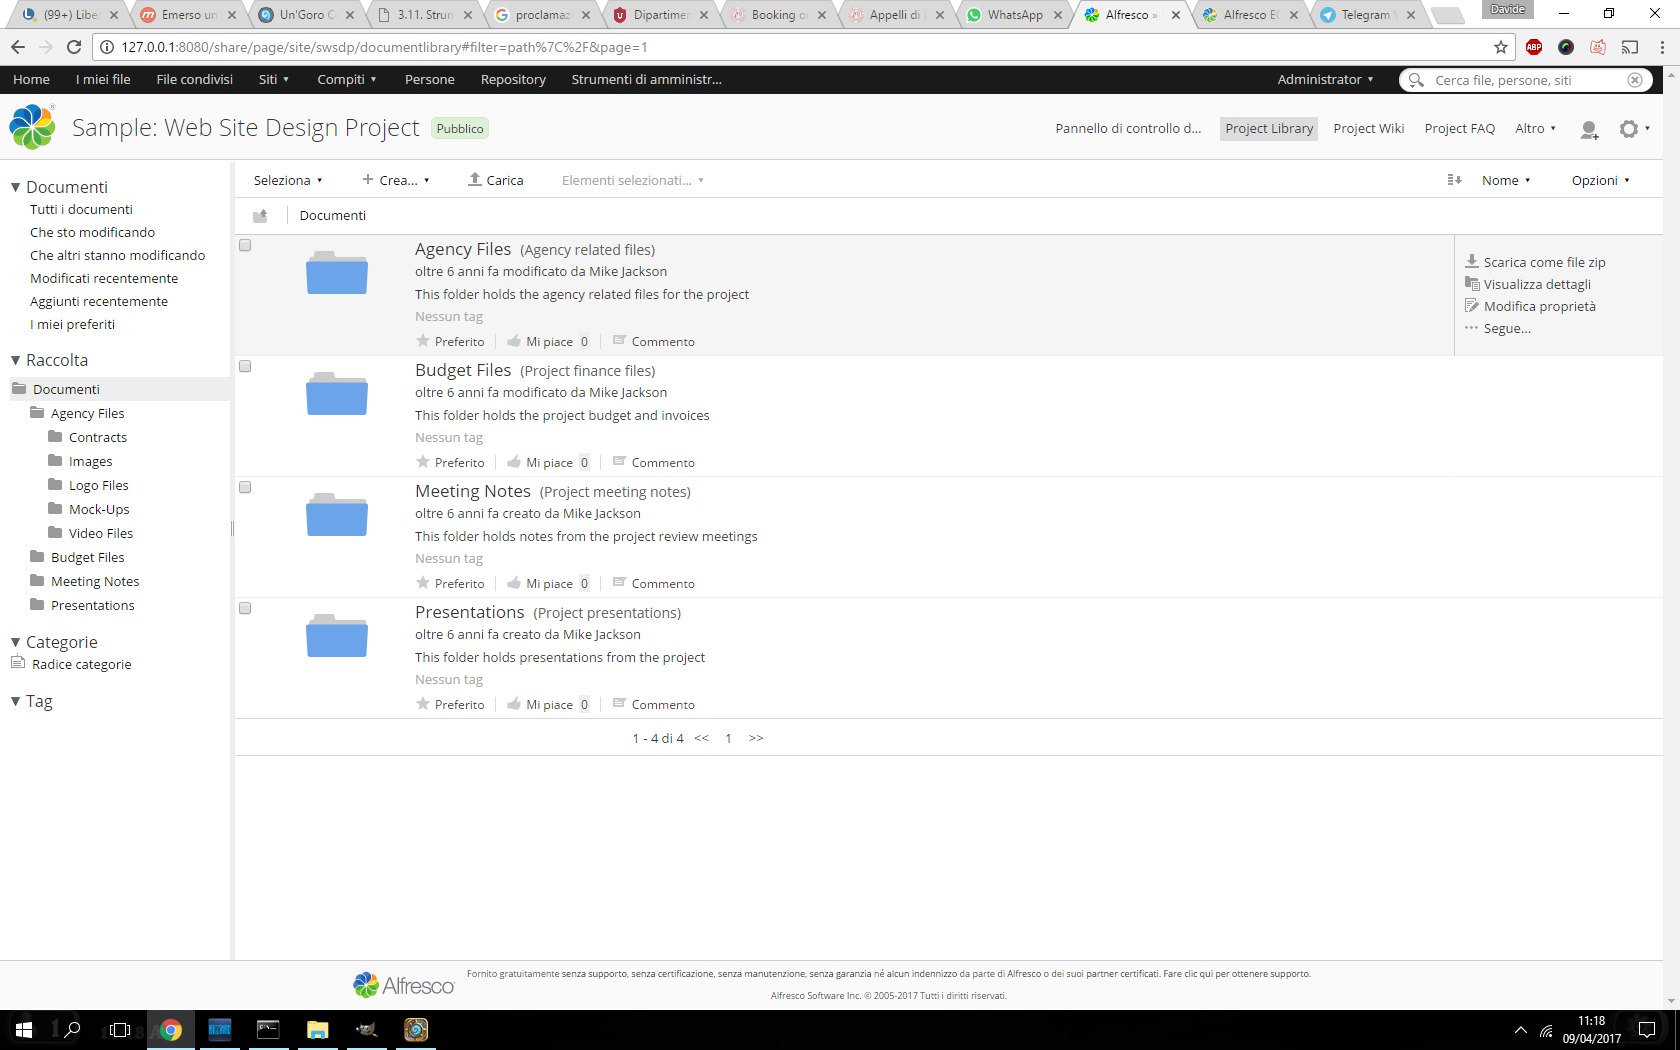 (99+) Liber
Emerso un
Un'Goro C
3.11. Strum
proclamaz
Dipartimen
Booking on
Appelli di
WhatsApp
Alfresco »
Alfresco EC
Telegram W
Davide
127.0.0.1:8080/share/page/site/swsdp/documentlibrary#filter=path%7C%2F&page=1
ABP
Home
I miei file
File condivisi
Siti
Compiti
Persone
Repository
Strumenti di amministr...
Administrator
Cerca file, persone, siti
Sample: Web Site Design Project
Pubblico
Pannello di controllo d...
Project Library
Project Wiki
Project FAQ
Altro
Documenti
Tutti i documenti
Che sto modificando
Che altri stanno modificando
Modificati recentemente
Aggiunti recentemente
I miei preferiti
Raccolta
Documenti
Agency Files
Contracts
Images
Logo Files
Mock-Ups
Video Files
Budget Files
Meeting Notes
Presentations
Categorie
Radice categorie
Tag
Seleziona
Crea...
Carica
Elementi selezionati...
Nome
Opzioni
Documenti
Agency Files (Agency related files)
oltre 6 anni fa modificato da Mike Jackson
This folder holds the agency related files for the project
Nessun tag
Preferito Mi piace 0 Commento
Scarica come file zip
Visualizza dettagli
Modifica proprietà
Segue...
Budget Files (Project finance files)
oltre 6 anni fa modificato da Mike Jackson
This folder holds the project budget and invoices
Nessun tag
Preferito Mi piace 0 Commento
Meeting Notes (Project meeting notes)
oltre 6 anni fa creato da Mike Jackson
This folder holds notes from the project review meetings
Nessun tag
Preferito Mi piace 0 Commento
Presentations (Project presentations)
oltre 6 anni fa creato da Mike Jackson
This folder holds presentations from the project
Nessun tag
Preferito Mi piace 0 Commento
1 - 4 di 4 << 1 >>
Alfresco
Fornito gratuitamente senza supporto, senza certificazione, senza manutenzione, senza garanzia né alcun indennizzo da parte di Alfresco o dei suoi partner certificati. Fare clic qui per ottenere supporto.
Alfresco Software Inc. © 2005-2017 Tutti i diritti riservati.
11:18
09/04/2017